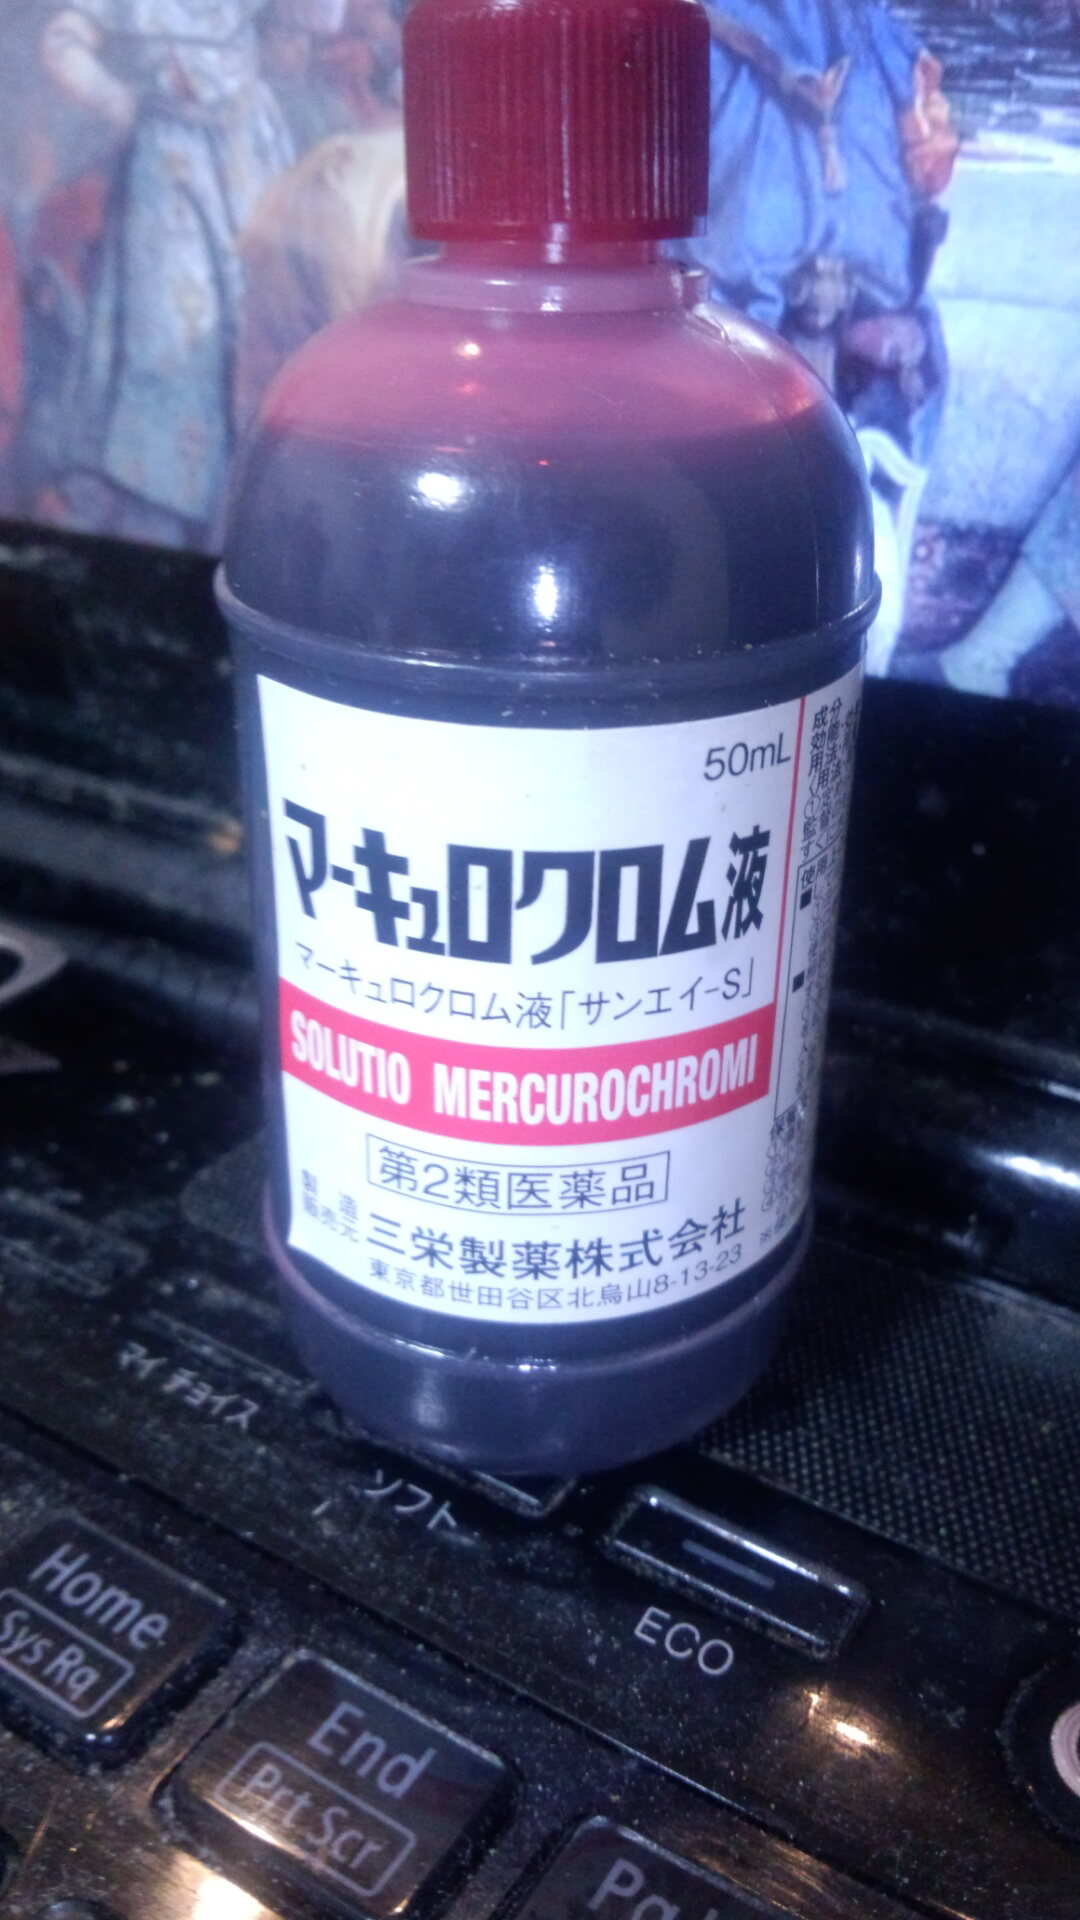 50mL
マーキュロクロム液
マーキュロクロム液「サンエイ-S」
SOLUTIO MERCUROCHROMI
第2類医薬品
製造
販売元
三栄製薬株式会社
東京都世田谷区北烏山8-13-23
マイ チョイス
ソフト
ECO
Home
Sys Rq
End
Prt Scr